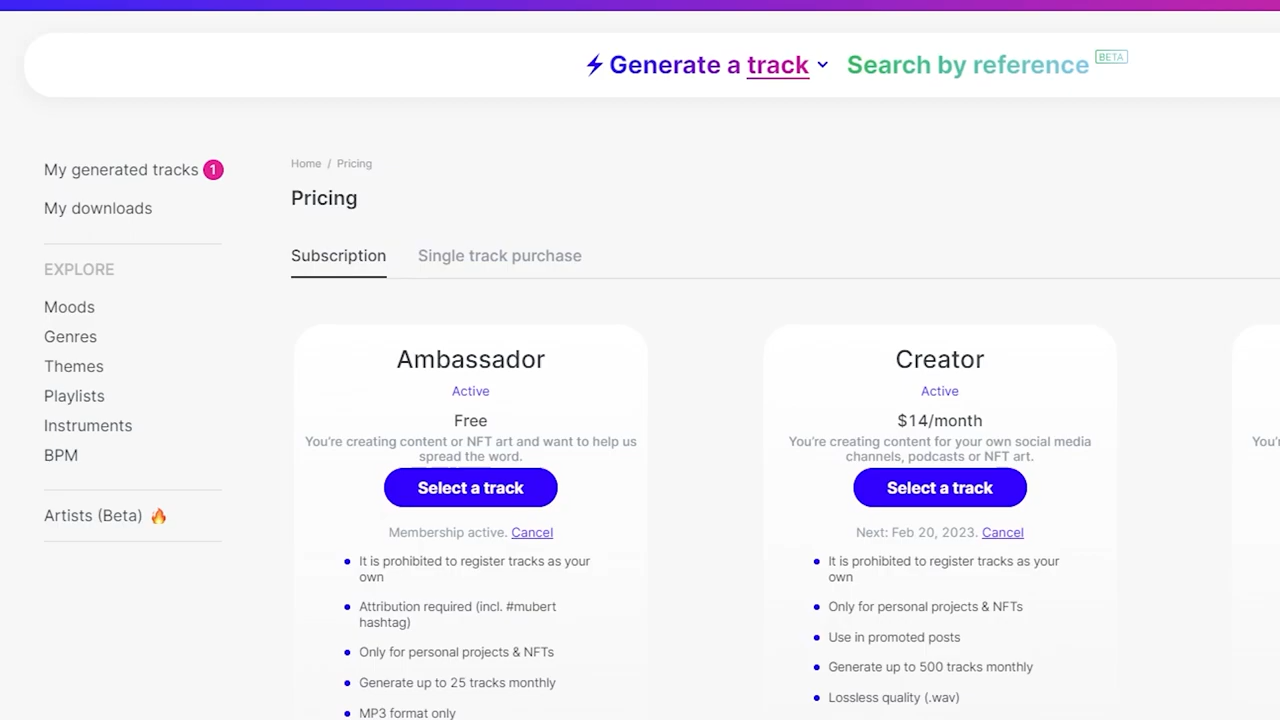 Generate a track Search by reference BETA
My generated tracks 1
My downloads
EXPLORE
Moods
Genres
Themes
Playlists
Instruments
BPM
Artists (Beta)
Home / Pricing
Pricing
Subscription Single track purchase
Ambassador
Active
Free
You're creating content or NFT art and want to help us
spread the word.
Select a track
Membership active. Cancel
It is prohibited to register tracks as your
own
Attribution required (incl. #mubert
hashtag)
Only for personal projects & NFTs
Generate up to 25 tracks monthly
MP3 format only
Creator
Active
$14/month
You're creating content for your own social media
channels, podcasts or NFT art.
Select a track
Next: Feb 20, 2023. Cancel
It is prohibited to register tracks as your
own
Only for personal projects & NFTs
Use in promoted posts
Generate up to 500 tracks monthly
Lossless quality (.wav)